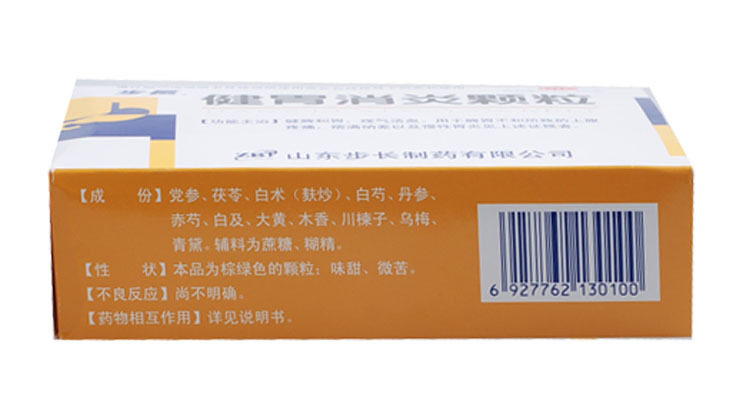 步长
健胃消炎颗粒
【功能主治】健脾和胃，理气活血。用于脾胃不和所致的上腹
疼痛、痞满纳差以及慢性胃炎见上述证候者。
ZBP 山东步长制药有限公司
【成 份】党参、茯苓、白术（麸炒）、白芍、丹参、
赤芍、白及、大黄、木香、川楝子、乌梅、
青黛。辅料为蔗糖、糊精。
【性 状】本品为棕绿色的颗粒；味甜、微苦。
【不良反应】尚不明确。
【药物相互作用】详见说明书。
6 927762 130100